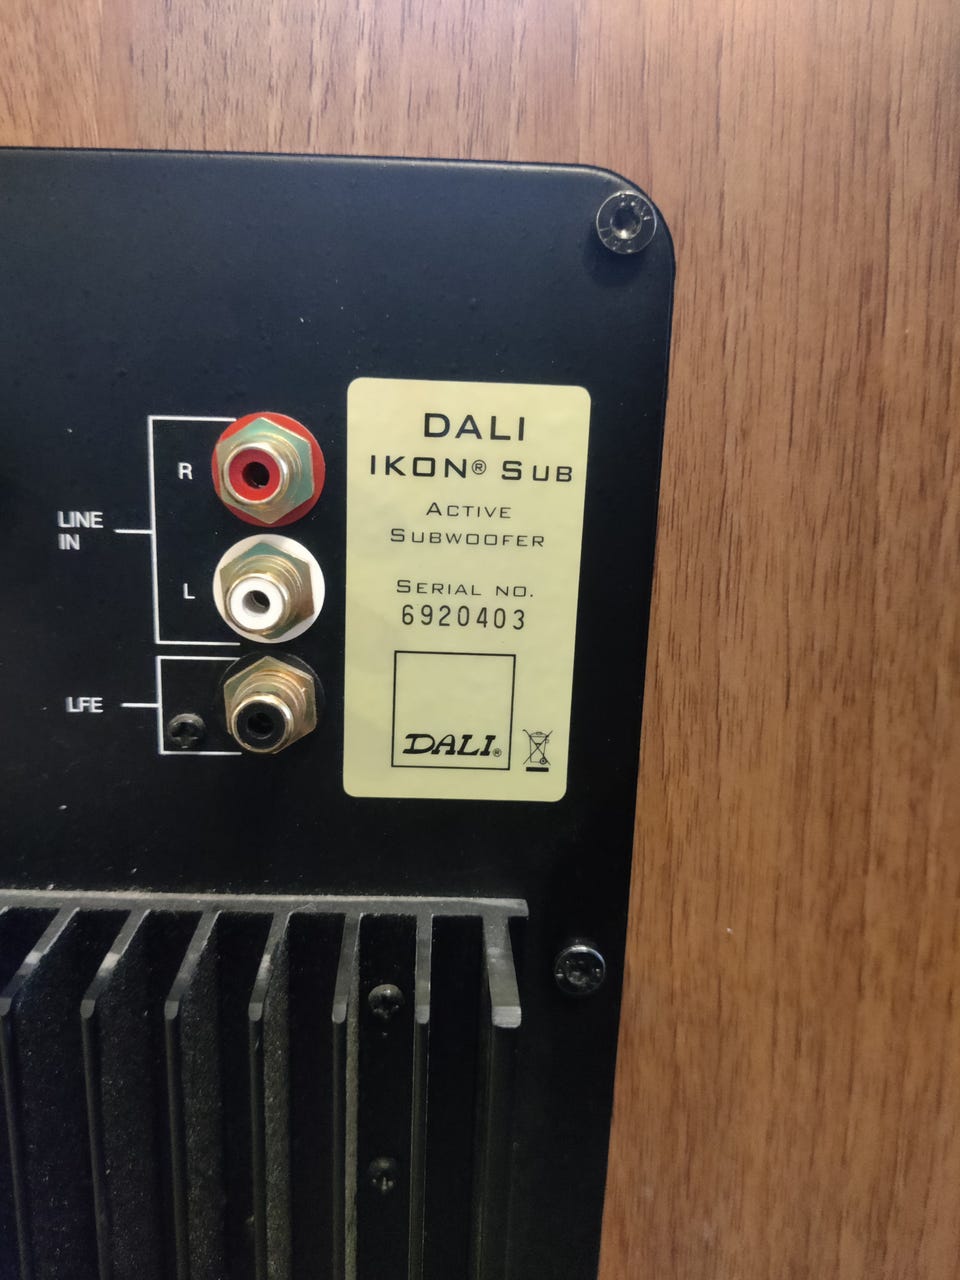 DALI
IKON® SUB
ACTIVE
SUBWOOFER
SERIAL NO.
6920403
DALI®
R
LINE
IN
L
LFE